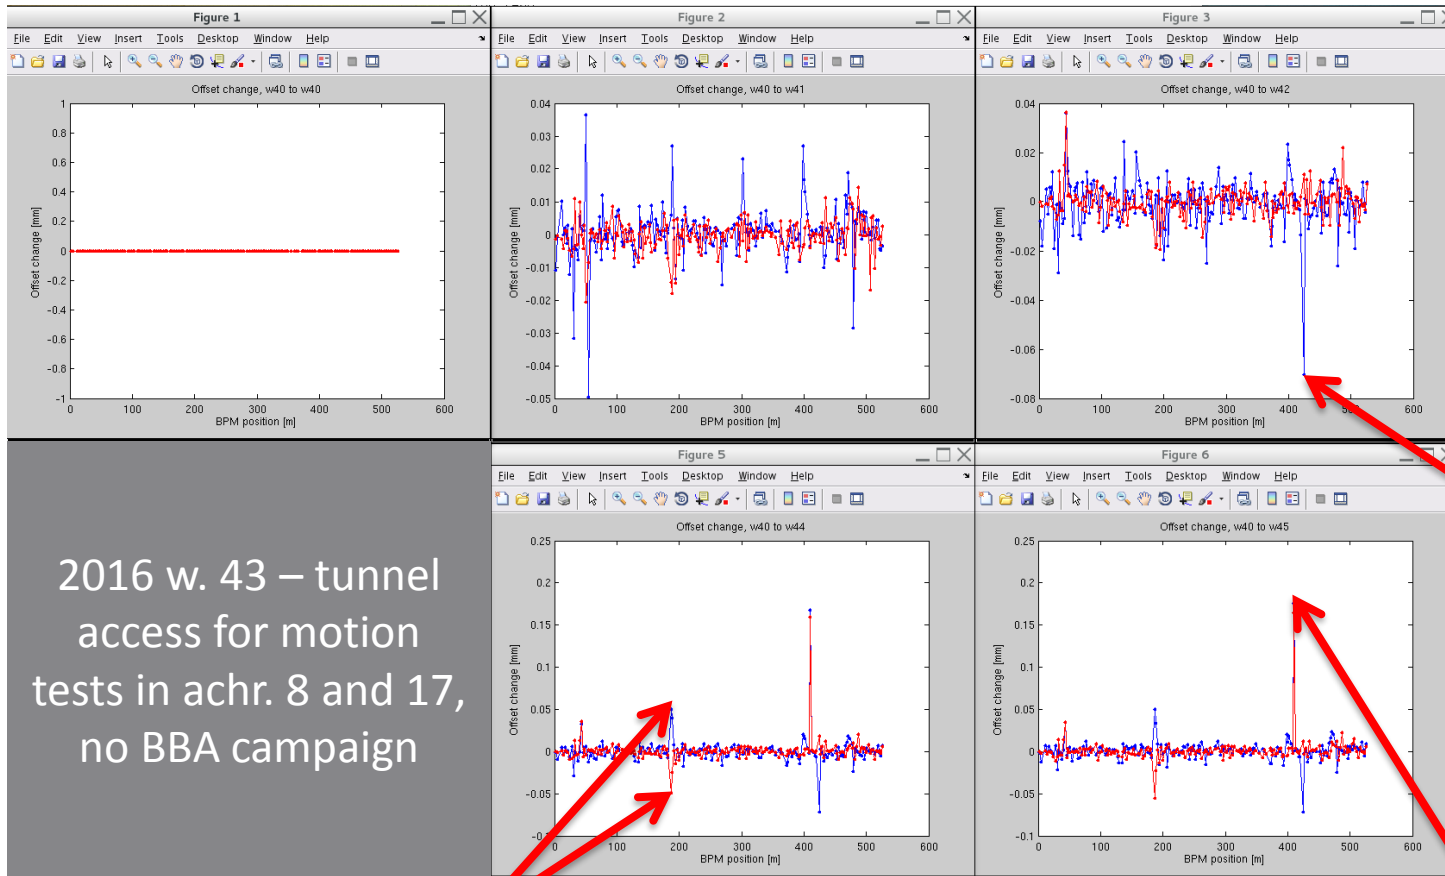 Figure 1
File Edit View Insert Tools Desktop Window Help
Offset change, w40 to w40
1
0.8
0.6
0.4
0.2
0
-0.2
-0.4
-0.6
-0.8
-1
Offset change [mm]
0 100 200 300 400 500 600
BPM position [m]
Figure 2
File Edit View Insert Tools Desktop Window Help
Offset change, w40 to w41
0.04
0.03
0.02
0.01
0
-0.01
-0.02
-0.03
-0.04
-0.05
Offset change [mm]
0 100 200 300 400 500 600
BPM position [m]
Figure 3
File Edit View Insert Tools Desktop Window Help
Offset change, w40 to w42
0.04
0.02
0
-0.02
-0.04
-0.06
-0.08
Offset change [mm]
0 100 200 300 400 500 600
BPM position [m]
2016 w. 43 – tunnel
access for motion
tests in achr. 8 and 17,
no BBA campaign
Figure 5
File Edit View Insert Tools Desktop Window Help
Offset change, w40 to w44
0.25
0.2
0.15
0.1
0.05
0
-0.05
Offset change [mm]
0 100 200 300 400 500 600
BPM position [m]
Figure 6
File Edit View Insert Tools Desktop Window Help
Offset change, w40 to w45
0.25
0.2
0.15
0.1
0.05
0
-0.05
-0.1
Offset change [mm]
0 100 200 300 400 500 600
BPM position [m]